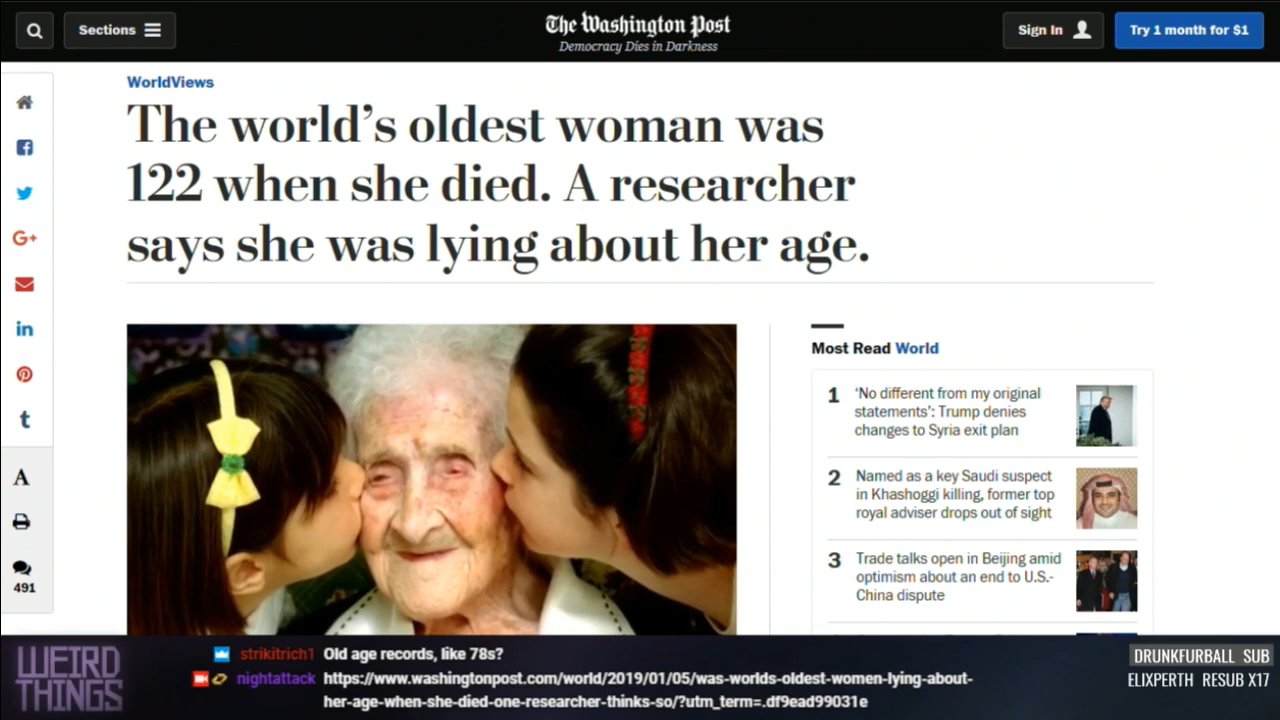 Sections
The Washington Post
Democracy Dies in Darkness
Sign In
Try 1 month for $1
WorldViews
The world's oldest woman was
122 when she died. A researcher
says she was lying about her age.
G+
in
t
A
491
Most Read World
1 'No different from my original
statements': Trump denies
changes to Syria exit plan
2 Named as a key Saudi suspect
in Khashoggi killing, former top
royal adviser drops out of sight
3 Trade talks open in Beijing amid
optimism about an end to U.S.-
China dispute
WEIRD
THINGS
strikitrich1 Old age records, like 78s?
nightattack https://www.washingtonpost.com/world/2019/01/05/was-worlds-oldest-women-lying-about-
her-age-when-she-died-one-researcher-thinks-so/?utm_term=.df9ead99031e
DRUNKFURBALL SUB
ELIXPERTH RESUB X17